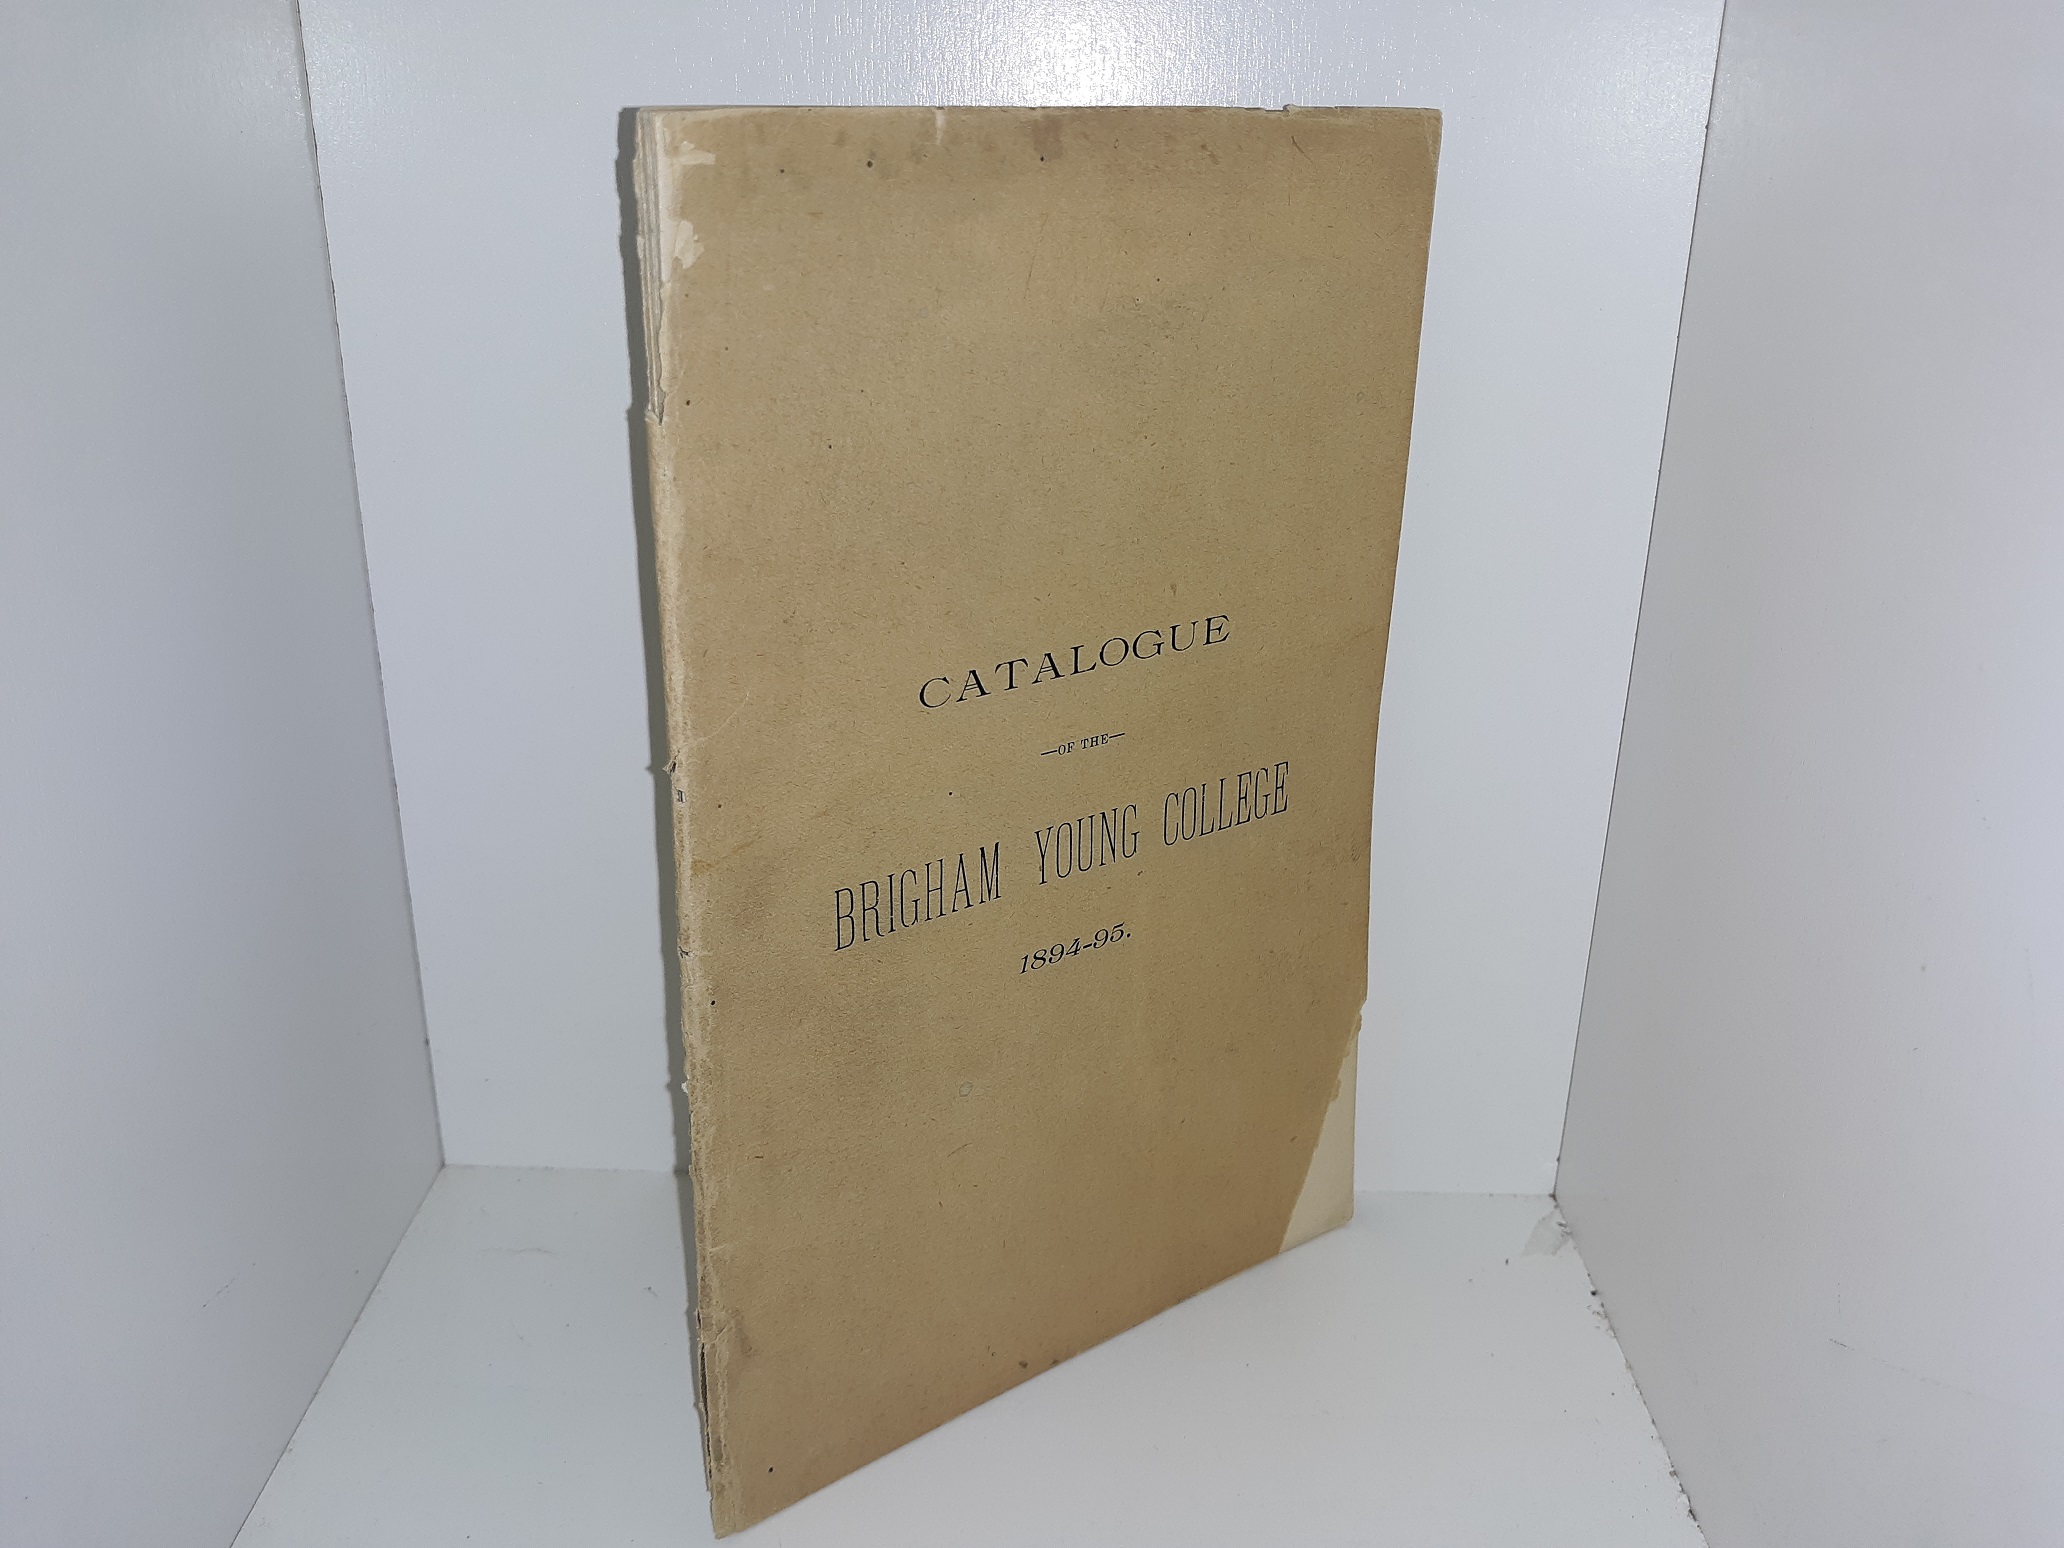 CATALOGUE
—OF THE—
BRIGHAM YOUNG COLLEGE
1894-95.